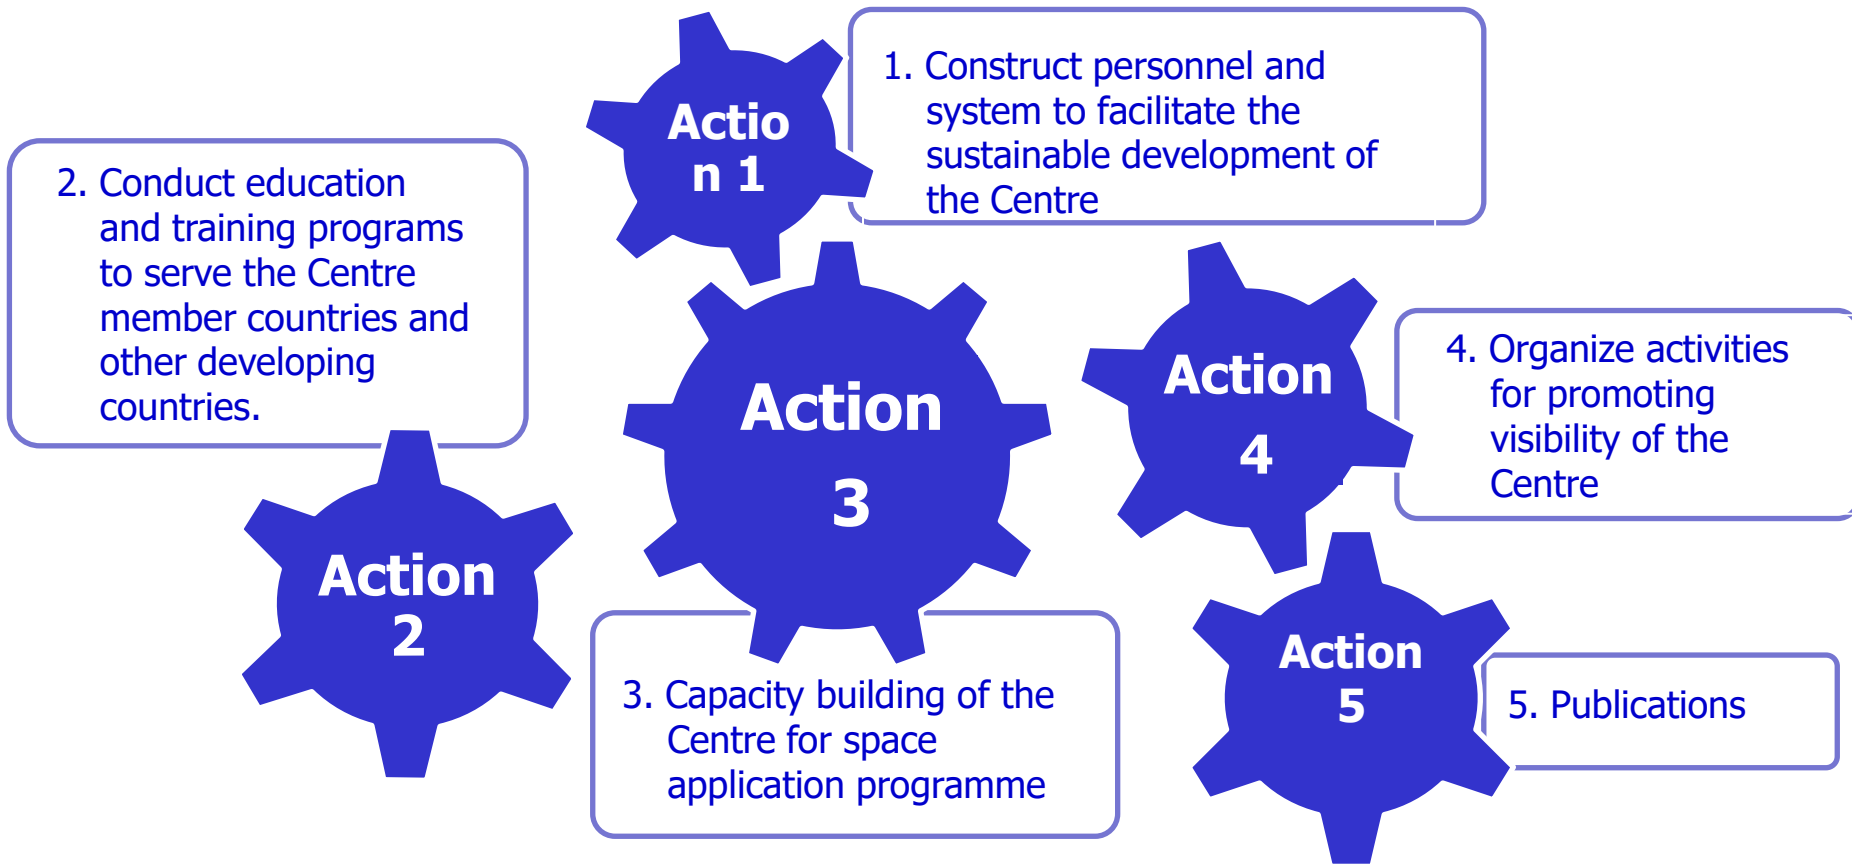 Actio
n 1
1. Construct personnel and
system to facilitate the
sustainable development of
the Centre
2. Conduct education
and training programs
to serve the Centre
member countries and
other developing
countries.
Action
2
Action
3
3. Capacity building of the
Centre for space
application programme
Action
4
4. Organize activities
for promoting
visibility of the
Centre
Action
5
5. Publications